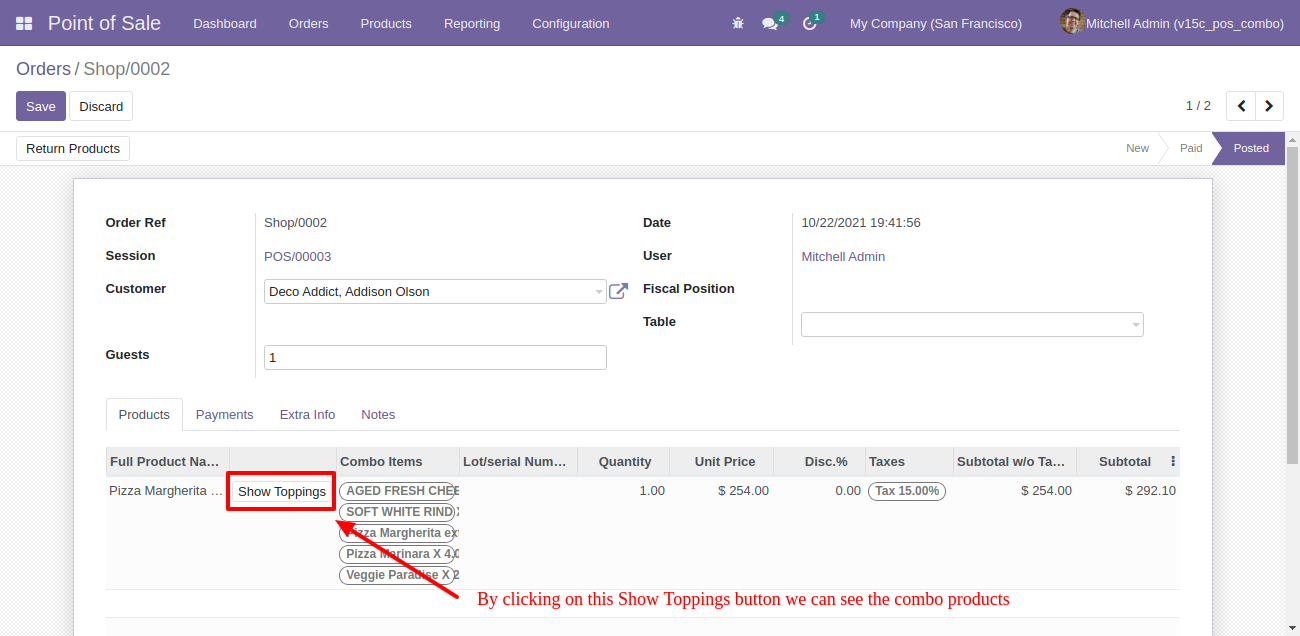 Point of Sale Dashboard Orders Products Reporting Configuration 4 1 My Company (San Francisco) Mitchell Admin (v15c_pos_combo)
Orders / Shop/0002
Save Discard 1 / 2
Return Products New Paid Posted
Order Ref Shop/0002 Date 10/22/2021 19:41:56
Session POS/00003 User Mitchell Admin
Customer Deco Addict, Addison Olson Fiscal Position
Table
Guests 1
Products Payments Extra Info Notes
Full Product Na... Combo Items Lot/serial Num... Quantity Unit Price Disc.% Taxes Subtotal w/o Ta... Subtotal
Pizza Margherita ... Show Toppings AGED FRESH CHEE 1.00 $ 254.00 0.00 Tax 15.00% $ 254.00 $ 292.10
SOFT WHITE RIND X
Pizza Margherita ex
Pizza Marinara X 4.0
Veggie Paradise X 2
By clicking on this Show Toppings button we can see the combo products